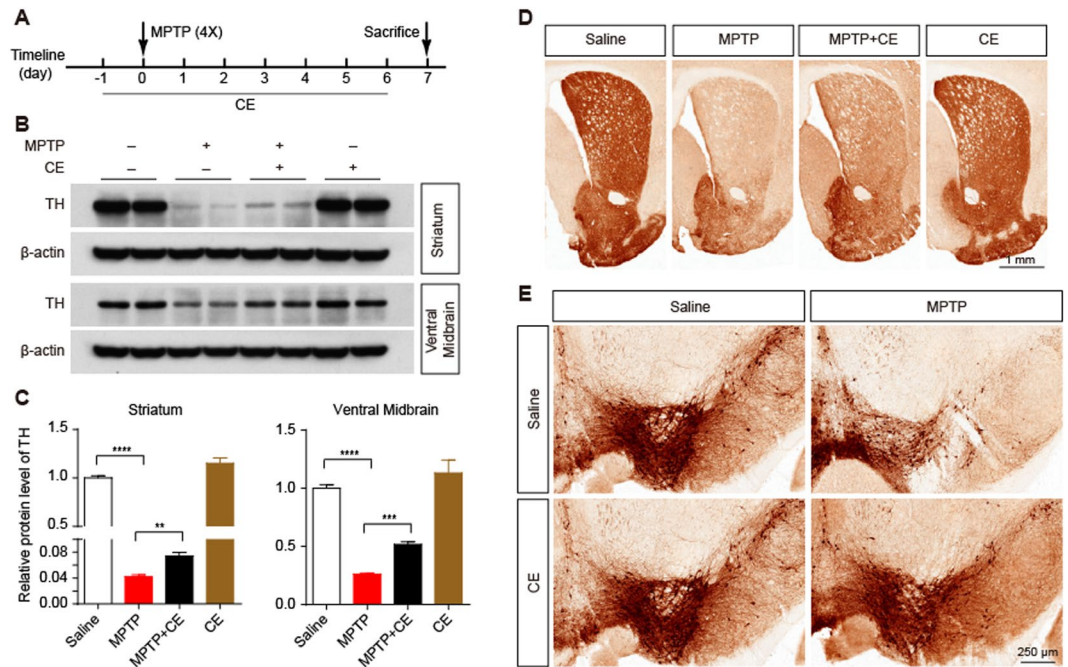 A
MPTP (4X)
Sacrifice
Timeline
(day)
-1 0 1 2 3 4 5 6 7
CE
B
MPTP – + + –
CE – – + +
TH
β-actin
Striatum
TH
β-actin
Ventral
Midbrain
C
Relative protein level of TH
Striatum
1.5
1.0
0.5
0.08
0.04
0.00
****
**
Saline
MPTP
MPTP+CE
CE
Ventral Midbrain
1.5
1.0
0.5
0.0
****
***
Saline
MPTP
MPTP+CE
CE
D
Saline
MPTP
MPTP+CE
CE
1 mm
E
Saline
MPTP
Saline
CE
250 µm